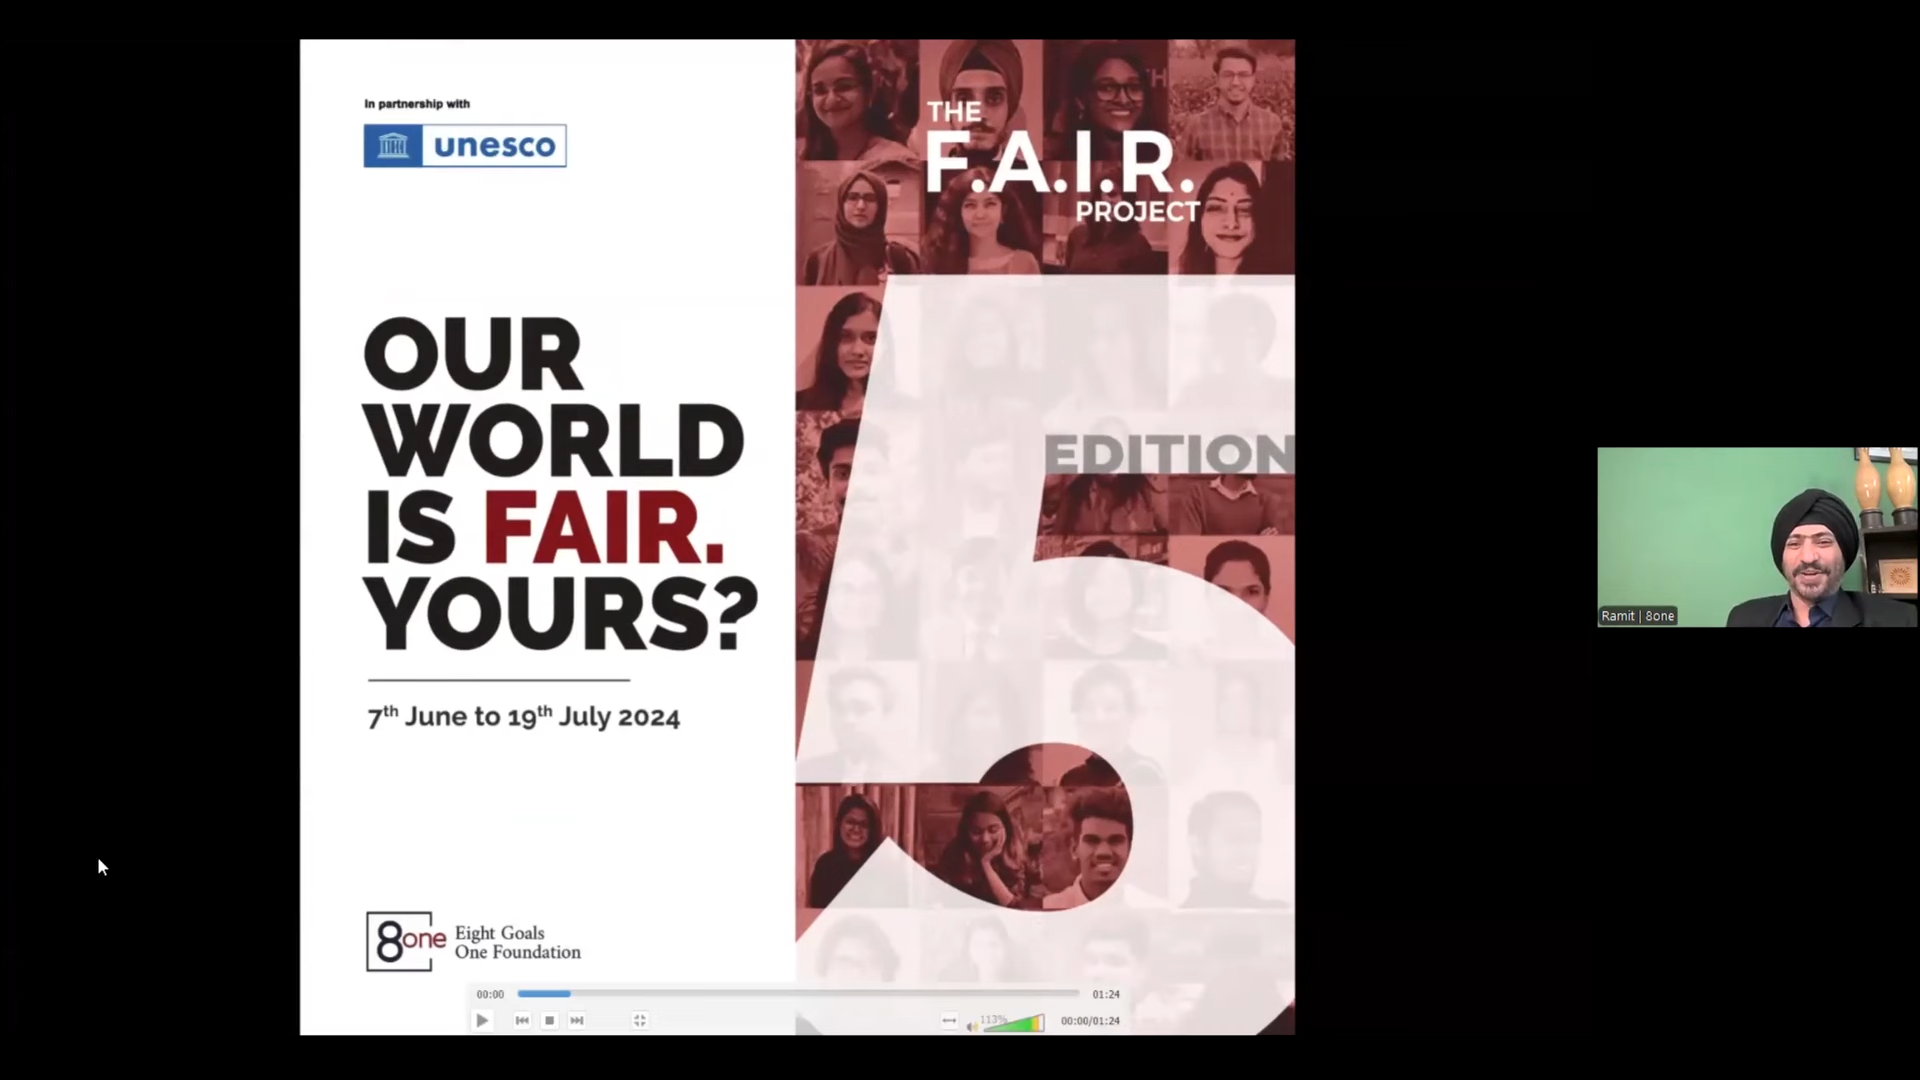 In partnership with
unesco
THE
F.A.I.R.
PROJECT
OUR
WORLD
IS FAIR.
YOURS?
7th June to 19th July 2024
5
EDITION
8one
Eight Goals
One Foundation
00:00
01:24
113%
00:00/01:24
Ramit | 8one